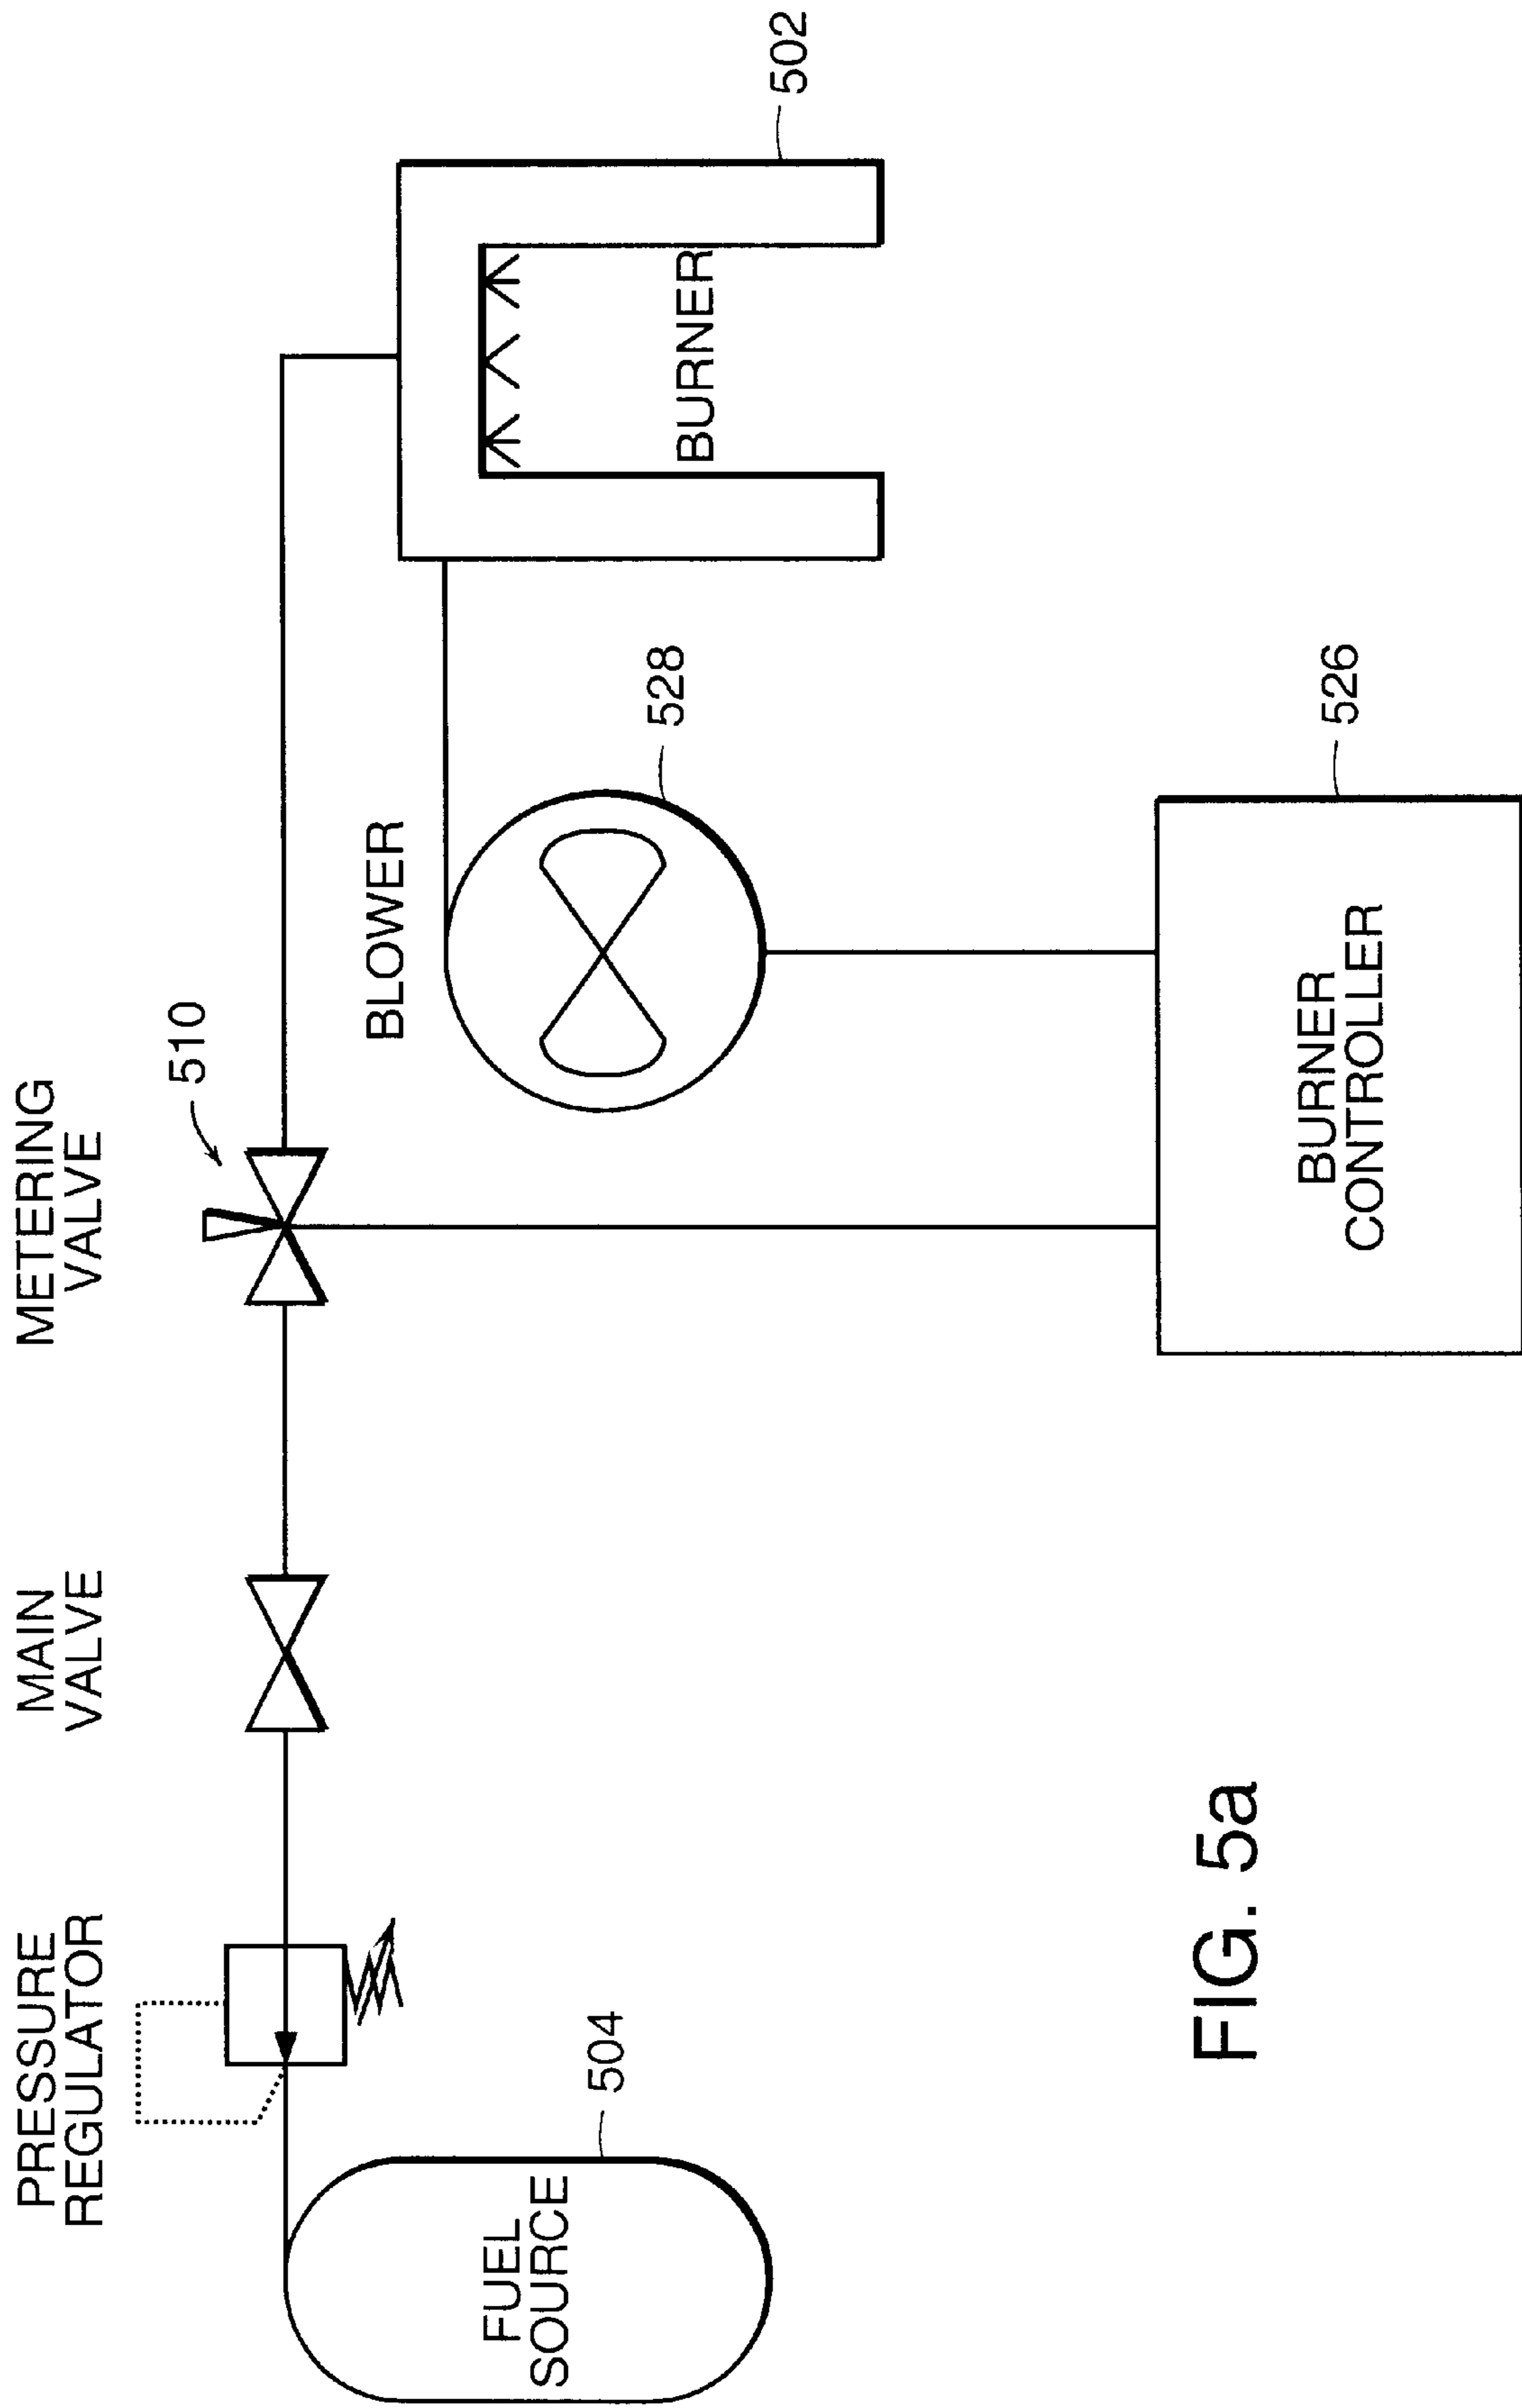 PRESSURE
REGULATOR
MAIN
VALVE
METERING
VALVE
510
BLOWER
528
502
BURNER
FUEL
SOURCE
504
BURNER
CONTROLLER
526
FIG. 5a